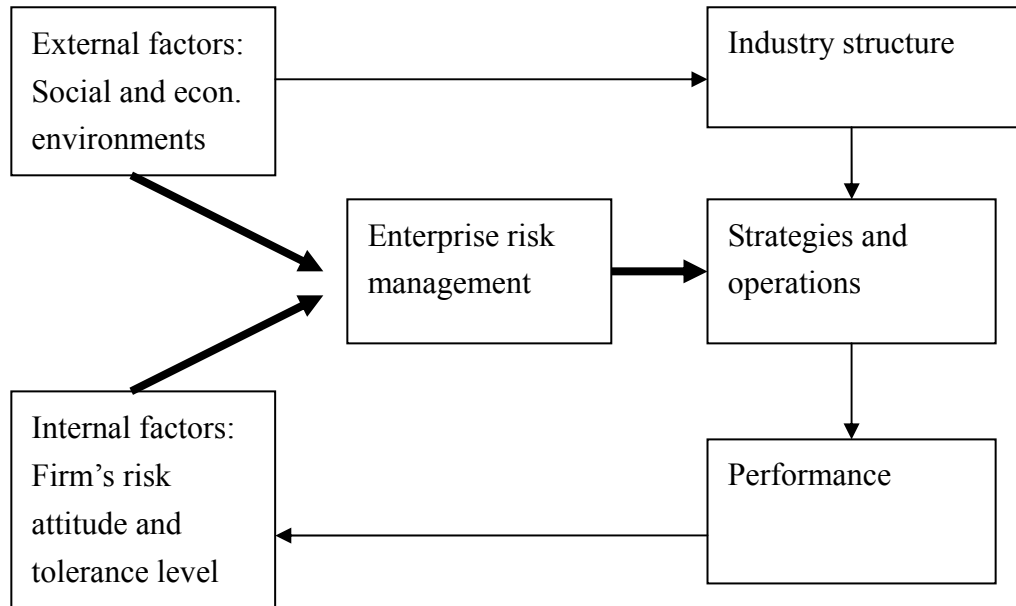 External factors:
Social and econ.
environments
Industry structure
Enterprise risk
management
Strategies and
operations
Internal factors:
Firm’s risk
attitude and
tolerance level
Performance